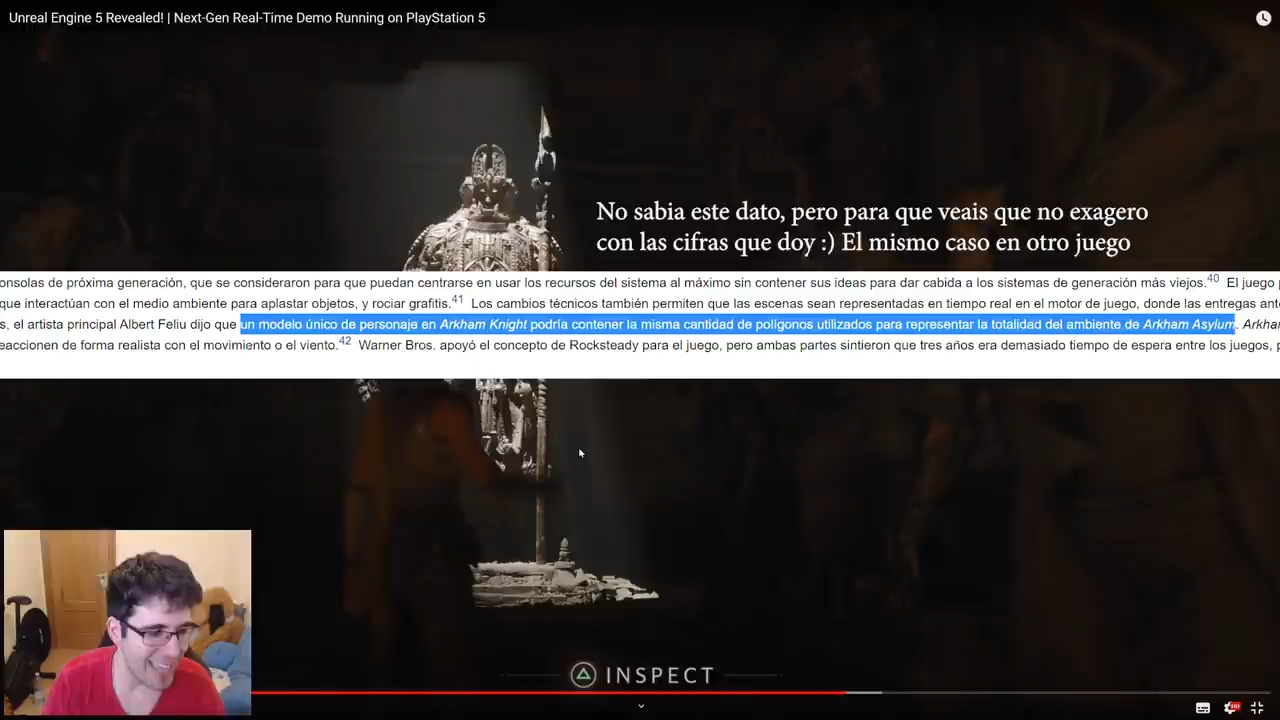 Unreal Engine 5 Revealed! | Next-Gen Real-Time Demo Running on PlayStation 5
No sabia este dato, pero para que veais que no exagero
con las cifras que doy :) El mismo caso en otro juego
onsolas de próxima generación, que se consideraron para que puedan centrarse en usar los recursos del sistema al máximo sin contener sus ideas para dar cabida a los sistemas de generación más viejos.40 El juego
que interactúan con el medio ambiente para aplastar objetos, y rociar grafitis.41 Los cambios técnicos también permiten que las escenas sean representadas en tiempo real en el motor de juego, donde las entregas ant
s, el artista principal Albert Feliu dijo que un modelo único de personaje en Arkham Knight podría contener la misma cantidad de polígonos utilizados para representar la totalidad del ambiente de Arkham Asylum. Arkha
eaccionen de forma realista con el movimiento o el viento.42 Warner Bros. apoyó el concepto de Rocksteady para el juego, pero ambas partes sintieron que tres años era demasiado tiempo de espera entre los juegos,
INSPECT